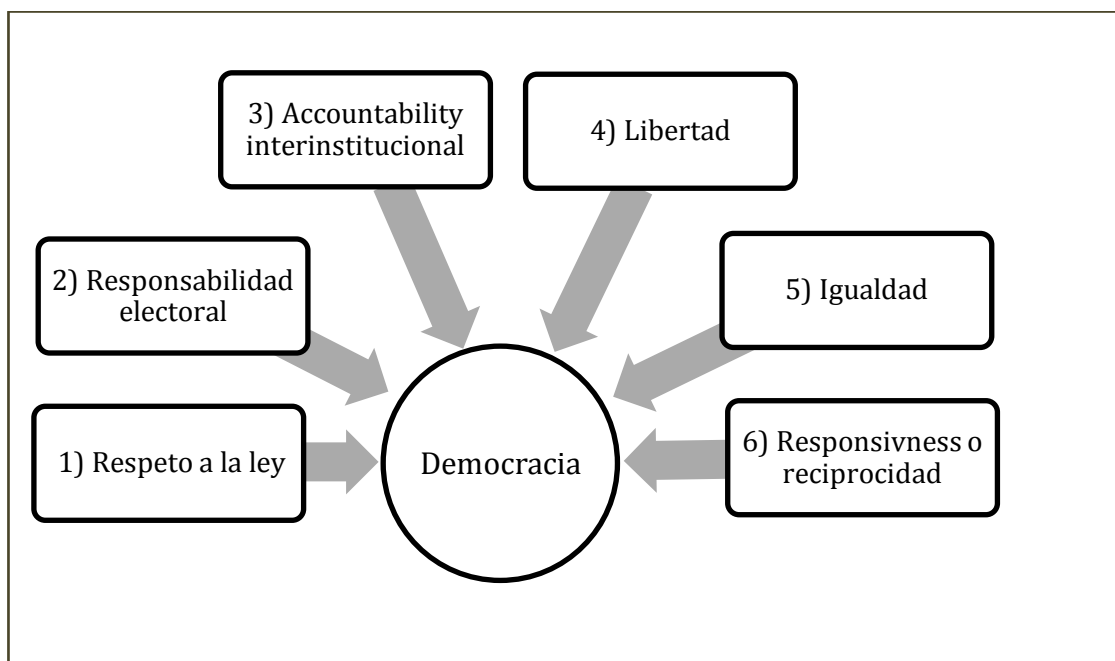 3) Accountability
interinstitucional
4) Libertad
2) Responsabilidad
electoral
5) Igualdad
1) Respeto a la ley
Democracia
6) Responsivness o
reciprocidad